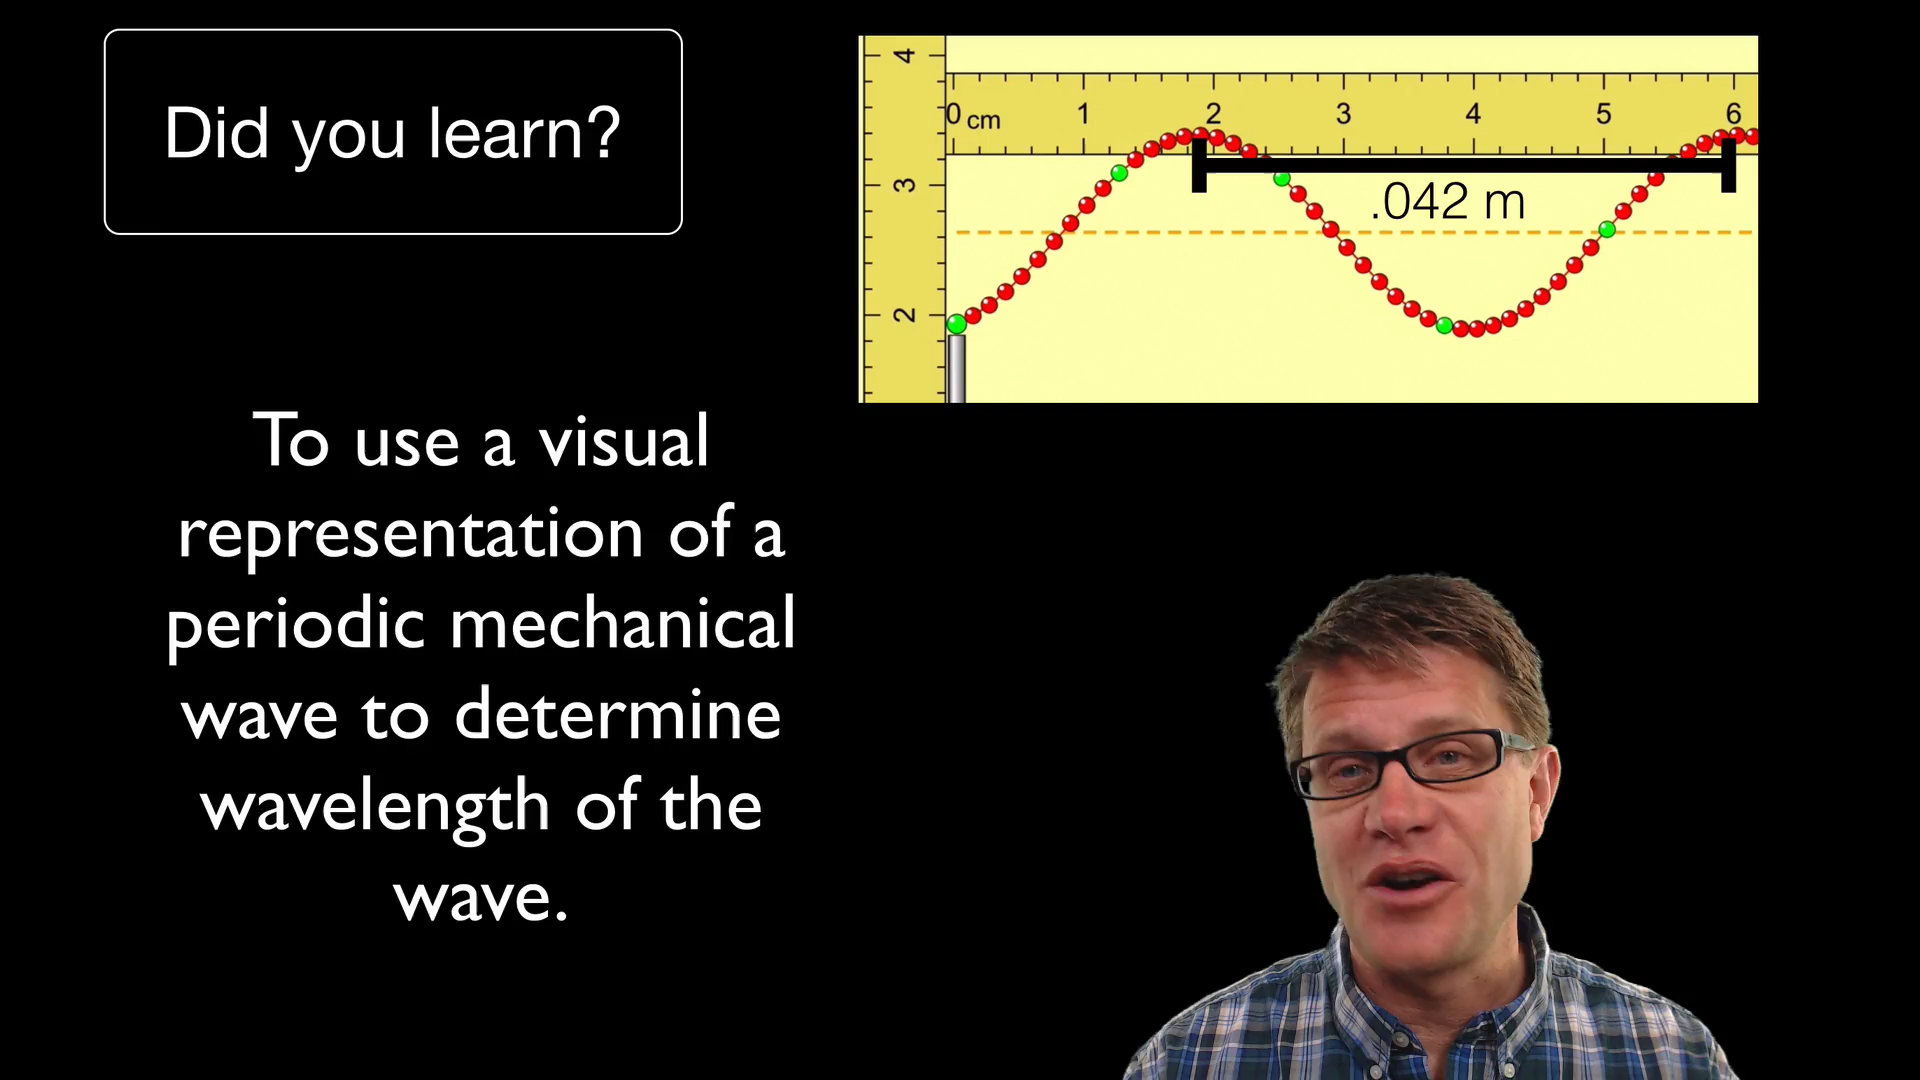 Did you learn?
4
0 cm 1 2 3 4 5 6
3
.042 m
2
To use a visual
representation of a
periodic mechanical
wave to determine
wavelength of the
wave.